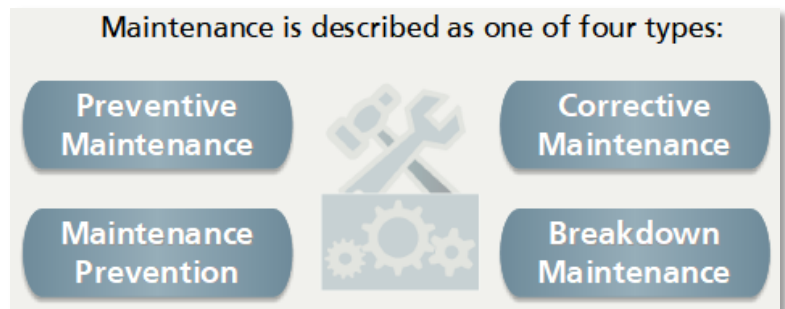 Maintenance is described as one of four types:
Preventive
Maintenance
Corrective
Maintenance
Maintenance
Prevention
Breakdown
Maintenance